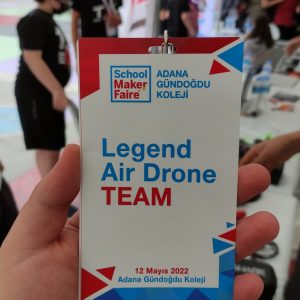 School
Maker
Faire
ADANA
GÜNDOĞDU
KOLEJİ
Legend
Air Drone
TEAM
12 Mayıs 2022
Adana Gündoğdu Koleji